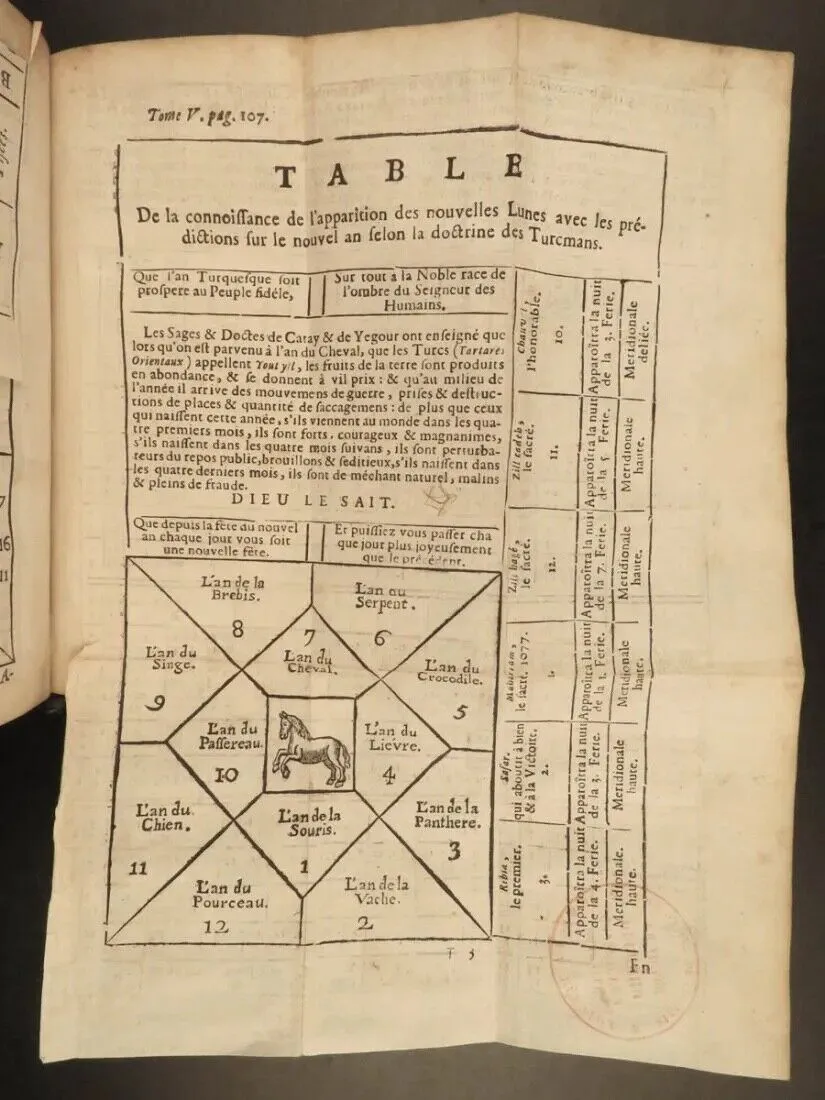 Tome V. pag. 107.
TABLE
De la connoiſſance de l'apparition des nouvelles Lunes avec les pré-
dictions ſur le nouvel an ſelon la doctrine des Turcmans.
Que l'an Turqueſque ſoit
proſpere au Peuple fidéle,
Sur tout à la Noble race de
l'ombre du Seigneur des
Humains.
Les Sages & Doctes de Catay & de Yegour ont enſeigné que
lors qu'on eſt parvenu à l'an du Cheval, que les Turcs (Tartares
Orientaux) appellent Yout yil, les fruits de la terre ſont produits
en abondance, & ſe donnent à vil prix : & qu'au milieu de
l'année il arrive des mouvemens de guerre, priſes & deſtruc-
tions de places & quantité de ſaccagemens: de plus que ceux
qui naiſſent cette année, s'ils viennent au monde dans les qua-
tre premiers mois, ils ſont forts, courageux & magnanimes,
s'ils naiſſent dans les quatre mois ſuivans, ils ſont perturba-
teurs du repos public, brouillons & ſeditieux, s'ils naiſſent dans
les quatre derniers mois, ils ſont de méchant naturel, malins
& pleins de fraude.
DIEU LE SAIT.
Que depuis la fête du nouvel
an chaque jour vous ſoit
une nouvelle fête.
Et puiſſiez vous paſſer cha
que jour plus joyeuſement
que le précédent.
L'an de la
Brebis.
8
L'an du
Serpent.
6
7
L'an du
Cheval.
L'an du
Singe.
9
L'an du
Crocodile.
5
L'an du
Paſſereau.
10
L'an du
Liévre.
4
L'an du
Chien.
11
L'an de la
Souris.
1
L'an de la
Panthere.
3
L'an du
Pourceau.
12
L'an de la
Vache.
2
l'honorable.
10.
Apparoîtra la nuit
de la 3. Ferie.
Meridionale
deliée.
le ſacré.
11.
Apparoîtra la nuit
de la 5. Ferie.
Meridionale
haute.
le ſacré.
12.
Apparoîtra la nuit
de la 7. Ferie.
Meridionale
haute.
le ſacré. 1077.
1.
Apparoîtra la nuit
de la 1. Ferie.
Meridionale
haute.
Safar,
qui aboutit à bien
& à la Victoire.
2.
Apparoîtra la nuit
de la 3. Ferie.
Meridionale
haute.
Rebia,
le premier.
3.
Apparoîtra la nuit
de la 4. Ferie.
Meridionale.
haute.
En